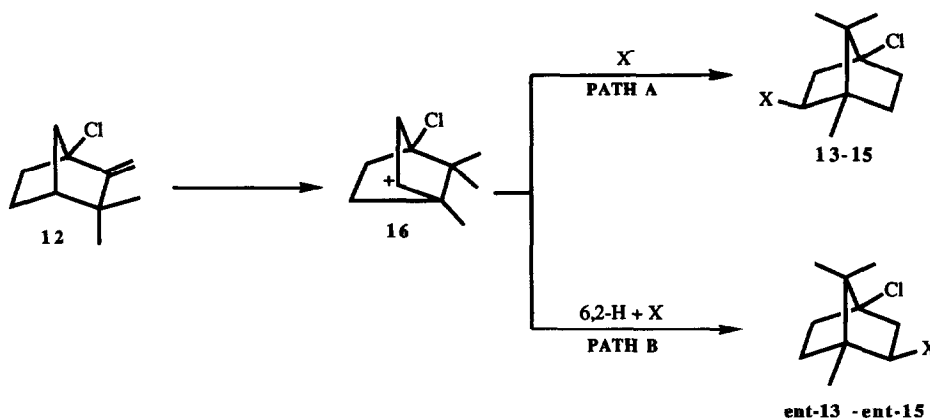 Cl
12
Cl
+
16
X⁻
PATH A
Cl
X
13-15
6,2-H + X
PATH B
Cl
X
ent-13 - ent-15